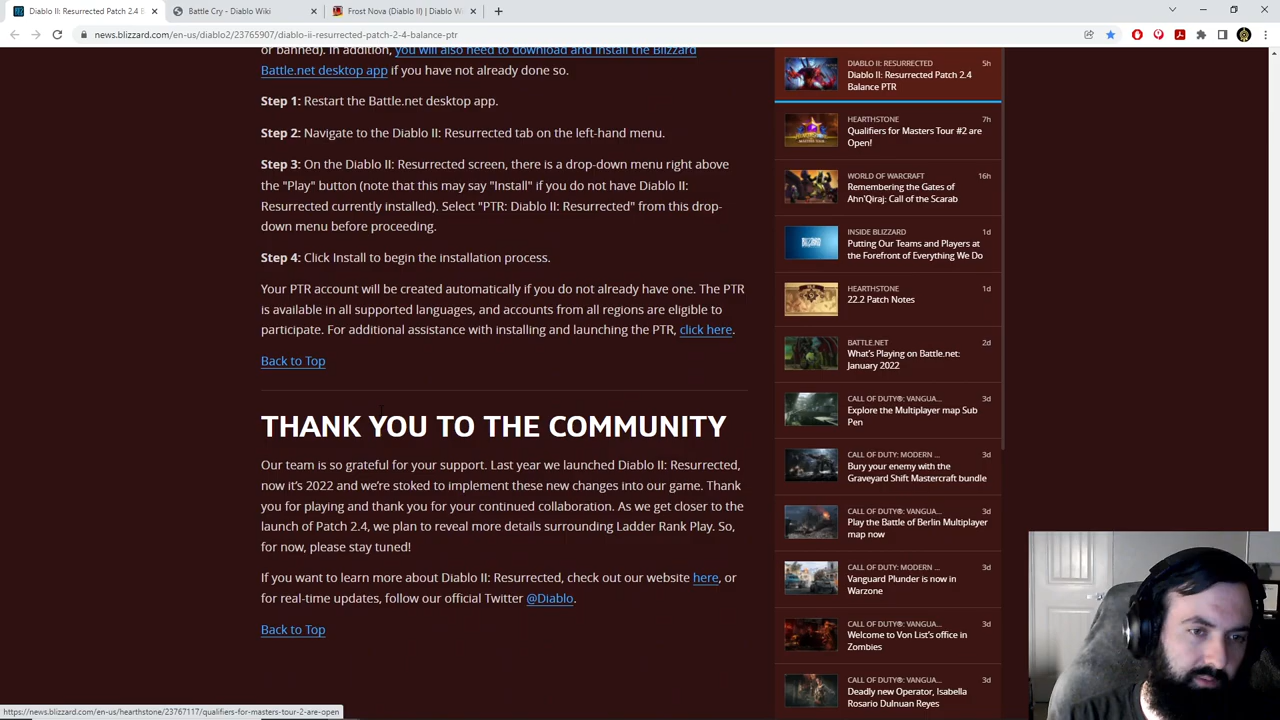 Diablo II: Resurrected Patch 2.4 B
Battle Cry - Diablo Wiki
Frost Nova (Diablo II) | Diablo W
news.blizzard.com/en-us/diablo2/23765907/diablo-ii-resurrected-patch-2-4-balance-ptr
or banned). In addition, you will also need to download and install the Blizzard
Battle.net desktop app if you have not already done so.
Step 1: Restart the Battle.net desktop app.
Step 2: Navigate to the Diablo II: Resurrected tab on the left-hand menu.
Step 3: On the Diablo II: Resurrected screen, there is a drop-down menu right above
the "Play" button (note that this may say "Install" if you do not have Diablo II:
Resurrected currently installed). Select "PTR: Diablo II: Resurrected" from this drop-
down menu before proceeding.
Step 4: Click Install to begin the installation process.
Your PTR account will be created automatically if you do not already have one. The PTR
is available in all supported languages, and accounts from all regions are eligible to
participate. For additional assistance with installing and launching the PTR, click here.
Back to Top
THANK YOU TO THE COMMUNITY
Our team is so grateful for your support. Last year we launched Diablo II: Resurrected,
now it's 2022 and we're stoked to implement these new changes into our game. Thank
you for playing and thank you for your continued collaboration. As we get closer to the
launch of Patch 2.4, we plan to reveal more details surrounding Ladder Rank Play. So,
for now, please stay tuned!
If you want to learn more about Diablo II: Resurrected, check out our website here, or
for real-time updates, follow our official Twitter @Diablo.
Back to Top
DIABLO II: RESURRECTED 5h
Diablo II: Resurrected Patch 2.4
Balance PTR
HEARTHSTONE 7h
Qualifiers for Masters Tour #2 are
Open!
WORLD OF WARCRAFT 16h
Remembering the Gates of
Ahn'Qiraj: Call of the Scarab
INSIDE BLIZZARD 1d
Putting Our Teams and Players at
the Forefront of Everything We Do
HEARTHSTONE 1d
22.2 Patch Notes
BATTLE.NET 2d
What's Playing on Battle.net:
January 2022
CALL OF DUTY®: VANGUA... 3d
Explore the Multiplayer map Sub
Pen
CALL OF DUTY: MODERN ... 3d
Bury your enemy with the
Graveyard Shift Mastercraft bundle
CALL OF DUTY®: VANGUA... 3d
Play the Battle of Berlin Multiplayer
map now
CALL OF DUTY: MODERN ... 3d
Vanguard Plunder is now in
Warzone
CALL OF DUTY®: VANGUA... 3d
Welcome to Von List's office in
Zombies
CALL OF DUTY®: VANGUA... 3d
Deadly new Operator, Isabella
Rosario Dulnuan Reyes
https://news.blizzard.com/en-us/hearthstone/23767117/qualifiers-for-masters-tour-2-are-open